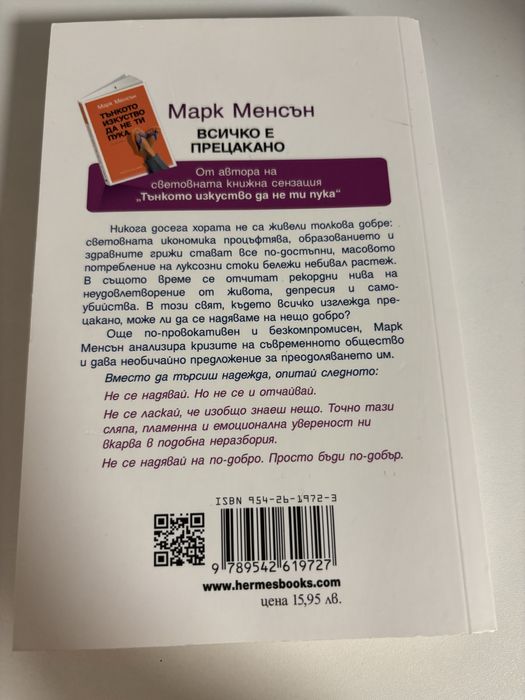 Марк Менсън
ТЪНКОТО
ИЗКУСТВО
ДА НЕ ТИ
ПУКА
Марк Менсън
ВСИЧКО Е
ПРЕЦАКАНО
От автора на
световната книжна сензация
„Тънкото изкуство да не ти пука“
Никога досега хората не са живели толкова добре:
световната икономика процъфтява, образованието и
здравните грижи стават все по-достъпни, масовото
потребление на луксозни стоки бележи небивал растеж.
В същото време се отчитат рекордни нива на
неудовлетворение от живота, депресия и само-
убийства. В този свят, където всичко изглежда пре-
цакано, може ли да се надяваме на нещо добро?
Още по-провокативен и безкомпромисен, Марк
Менсън анализира кризите на съвременното общество
и дава необичайно предложение за преодоляването им.
Вместо да търсиш надежда, опитай следното:
Не се надявай. Но не се и отчайвай.
Не се ласкай, че изобщо знаеш нещо. Точно тази
сляпа, пламенна и емоционална увереност ни
вкарва в подобна неразбория.
Не се надявай на по-добро. Просто бъди по-добър.
ISBN 954-26-1972-3
9 789542 619727
www.hermesbooks.com
цена 15,95 лв.